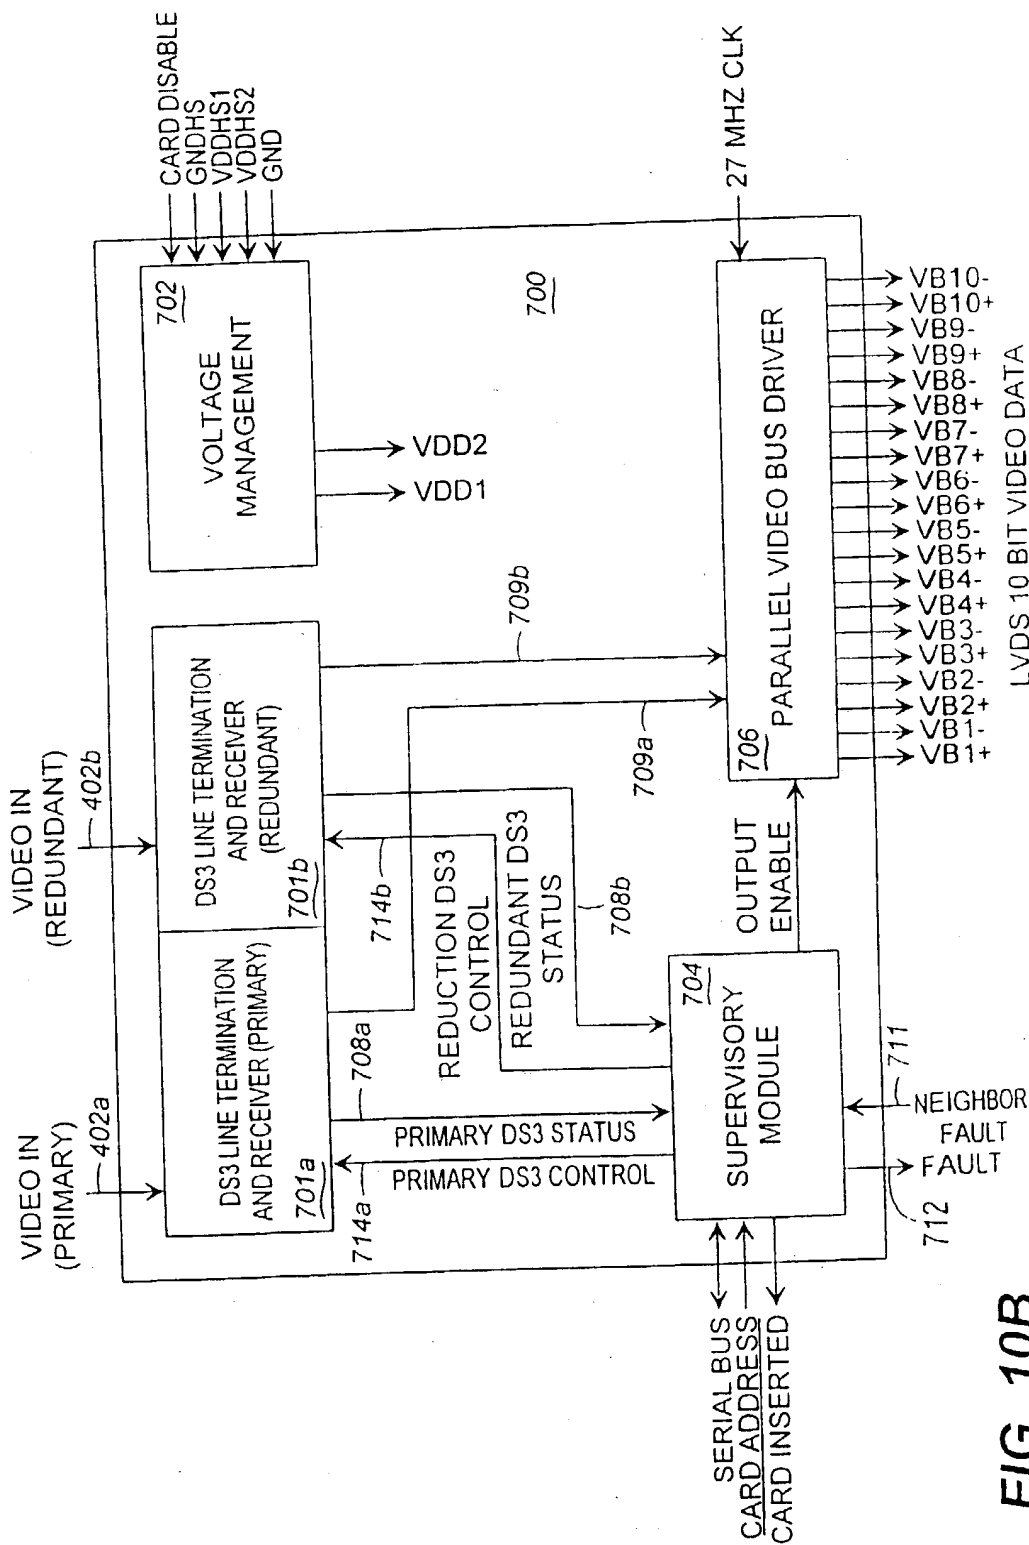 VIDEO IN
(PRIMARY)
402a
VIDEO IN
(REDUNDANT)
402b
DS3 LINE TERMINATION
AND RECEIVER (PRIMARY)
701a
DS3 LINE TERMINATION
AND RECEIVER
(REDUNDANT)
701b
702
VOLTAGE
MANAGEMENT
CARD DISABLE
GNDHS
VDDHS1
VDDHS2
GND
VDD1
VDD2
700
714a
708a
714b
709a
709b
PRIMARY DS3 STATUS
PRIMARY DS3 CONTROL
REDUCTION DS3
CONTROL
REDUNDANT DS3
STATUS
708b
SERIAL BUS
CARD ADDRESS
CARD INSERTED
704
SUPERVISORY
MODULE
OUTPUT
ENABLE
706
PARALLEL VIDEO BUS DRIVER
27 MHZ CLK
711
NEIGHBOR
FAULT
FAULT
712
VB1+
VB1-
VB2+
VB2-
VB3+
VB3-
VB4+
VB4-
VB5+
VB5-
VB6+
VB6-
VB7+
VB7-
VB8+
VB8-
VB9+
VB9-
VB10+
VB10-
LVDS 10 BIT VIDEO DATA
FIG. 10B